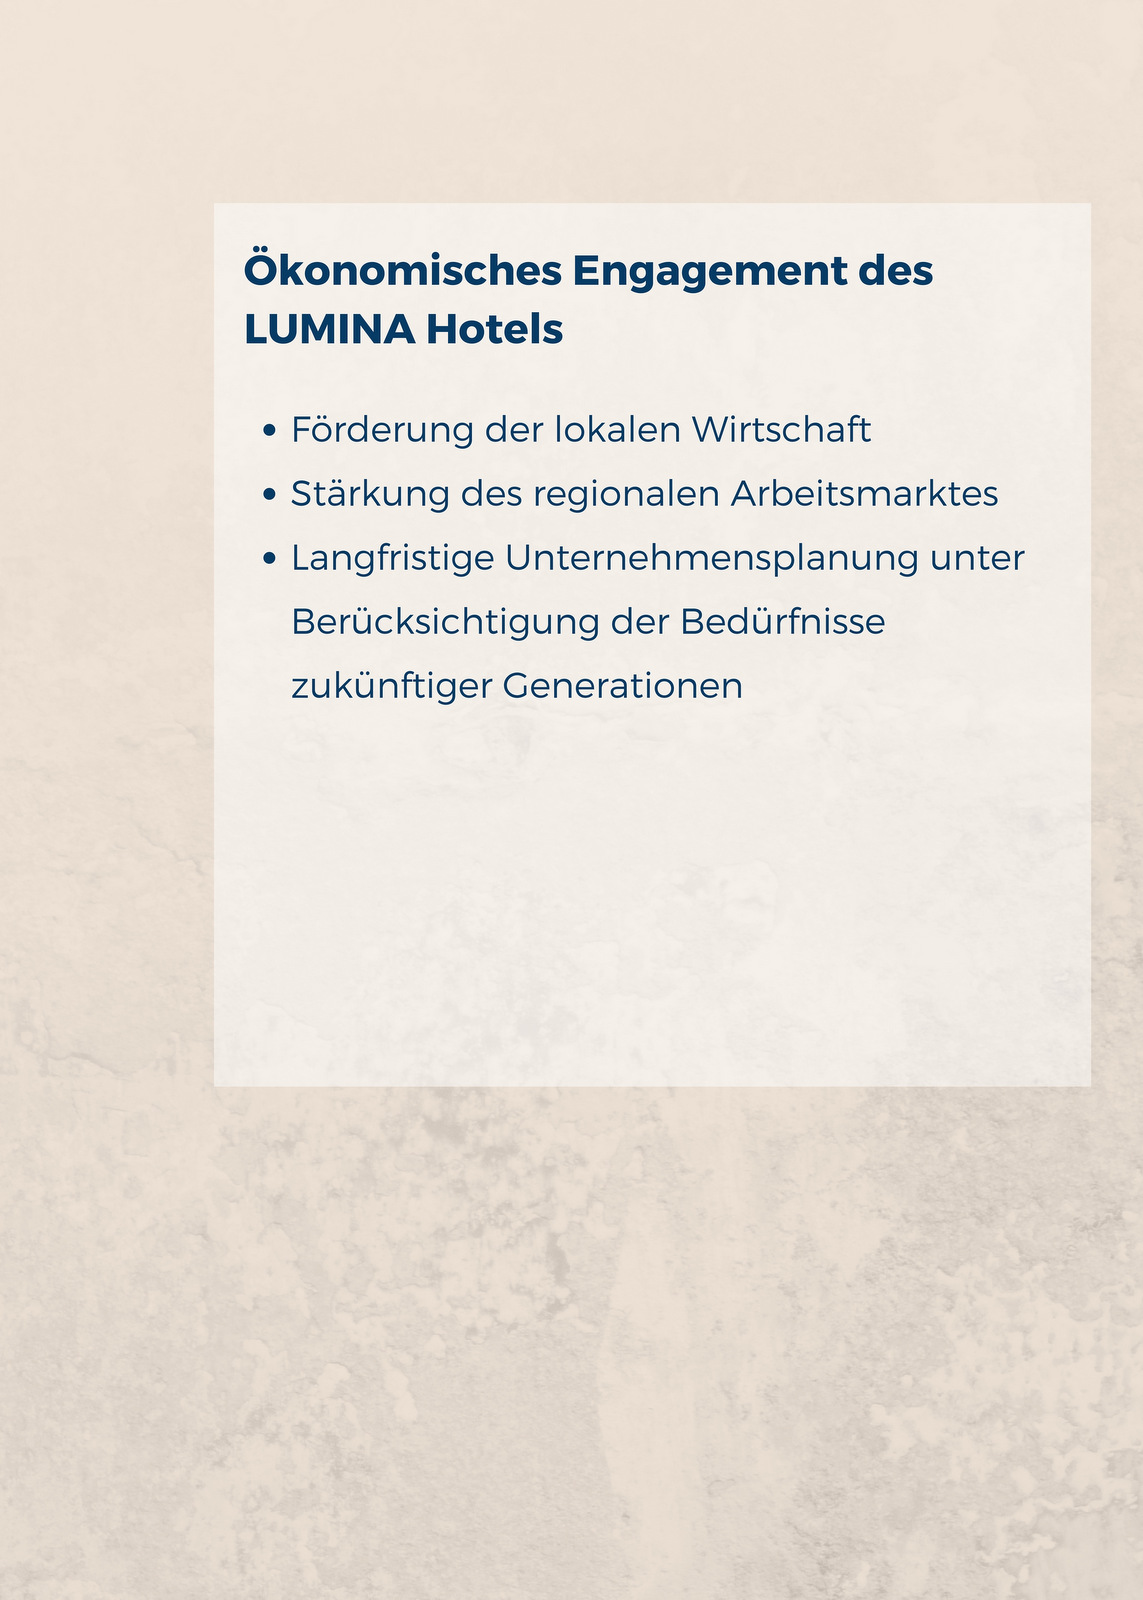 Ökonomisches Engagement des
LUMINA Hotels
• Förderung der lokalen Wirtschaft
• Stärkung des regionalen Arbeitsmarktes
• Langfristige Unternehmensplanung unter
Berücksichtigung der Bedürfnisse
zukünftiger Generationen